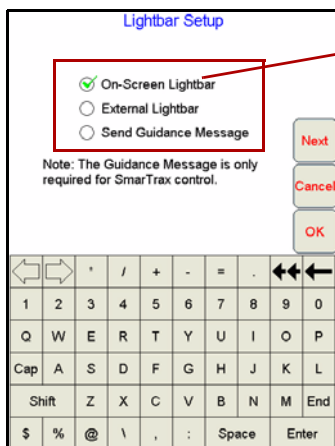 Lightbar Setup
On-Screen Lightbar
External Lightbar
Send Guidance Message
Note: The Guidance Message is only
required for SmarTrax control.
Next
Cancel
OK
' / + - = .
1 2 3 4 5 6 7 8 9 0
Q W E R T Y U I O P
Cap A S D F G H J K L
Shift Z X C V B N M End
$ % @ \ , : Space Enter